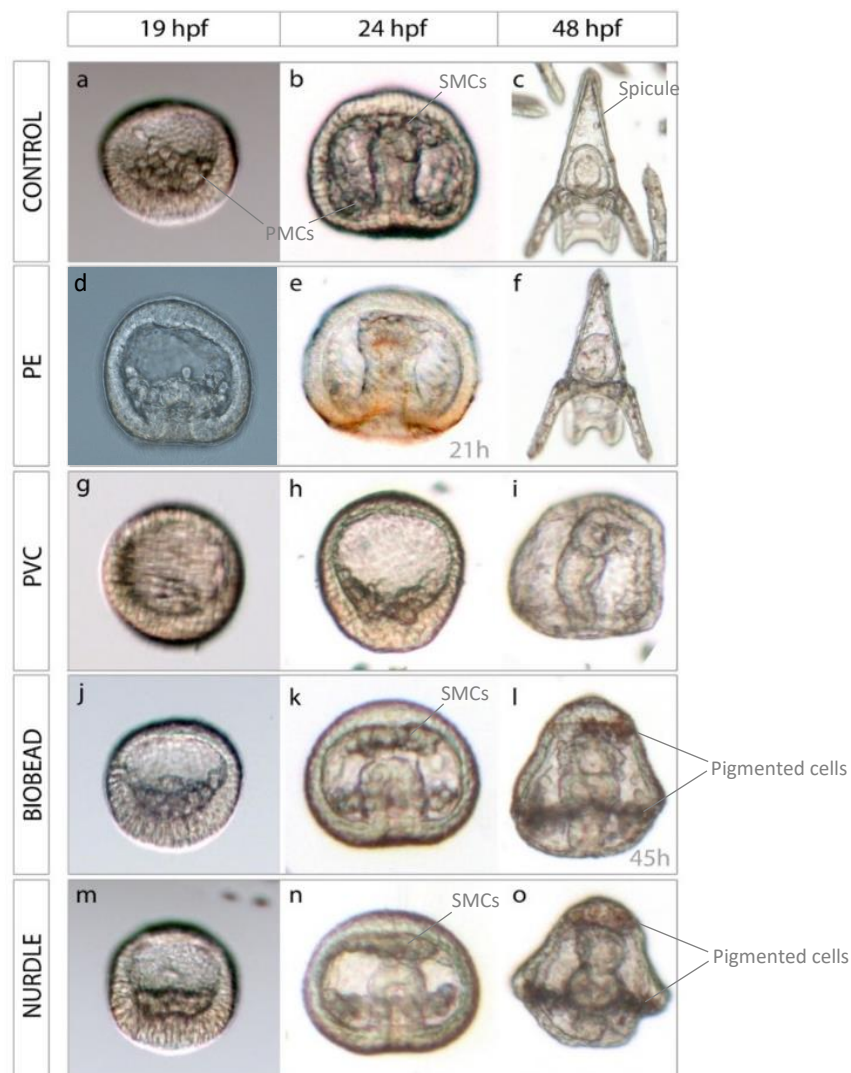 19 hpf
24 hpf
48 hpf
CONTROL
a
b
SMCs
c
Spicule
PMCs
PE
d
e
f
21h
PVC
g
h
i
BIOBEAD
j
k
SMCs
l
Pigmented cells
45h
NURDLE
m
n
SMCs
o
Pigmented cells